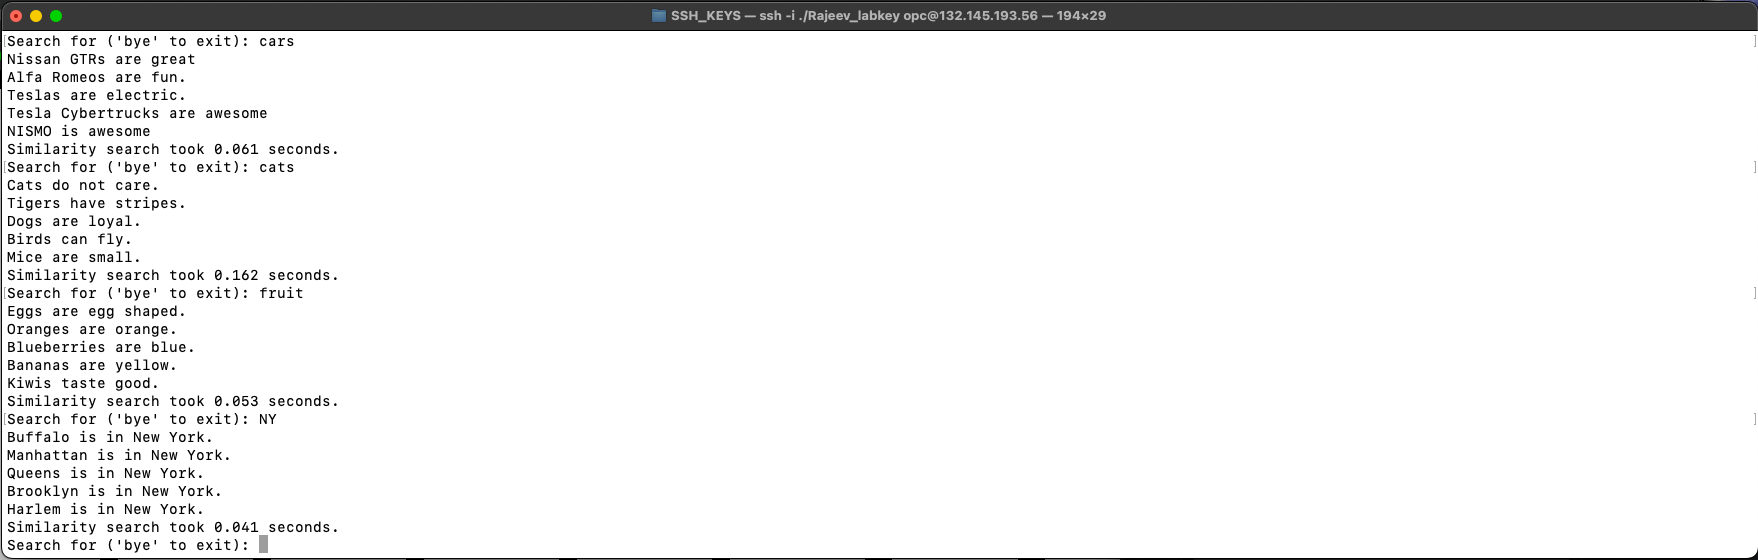 SSH_KEYS — ssh -i ./Rajeev_labkey opc@132.145.193.56 — 194×29
[Search for ('bye' to exit): cars ]
Nissan GTRs are great
Alfa Romeos are fun.
Teslas are electric.
Tesla Cybertrucks are awesome
NISMO is awesome
Similarity search took 0.061 seconds.
[Search for ('bye' to exit): cats ]
Cats do not care.
Tigers have stripes.
Dogs are loyal.
Birds can fly.
Mice are small.
Similarity search took 0.162 seconds.
[Search for ('bye' to exit): fruit ]
Eggs are egg shaped.
Oranges are orange.
Blueberries are blue.
Bananas are yellow.
Kiwis taste good.
Similarity search took 0.053 seconds.
[Search for ('bye' to exit): NY ]
Buffalo is in New York.
Manhattan is in New York.
Queens is in New York.
Brooklyn is in New York.
Harlem is in New York.
Similarity search took 0.041 seconds.
Search for ('bye' to exit):